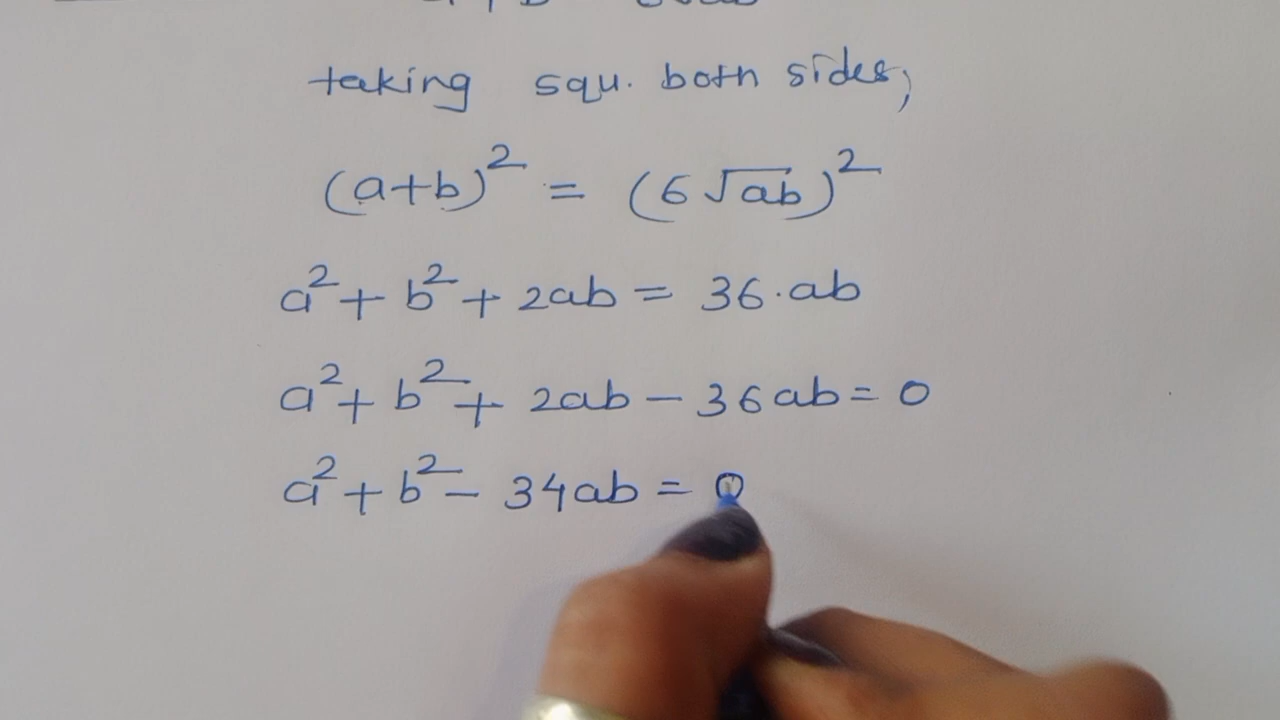 taking squ. both sides,
(a+b)² = (6√ab)²
a² + b² + 2ab = 36.ab
a² + b² + 2ab - 36ab = 0
a² + b² - 34ab = 0